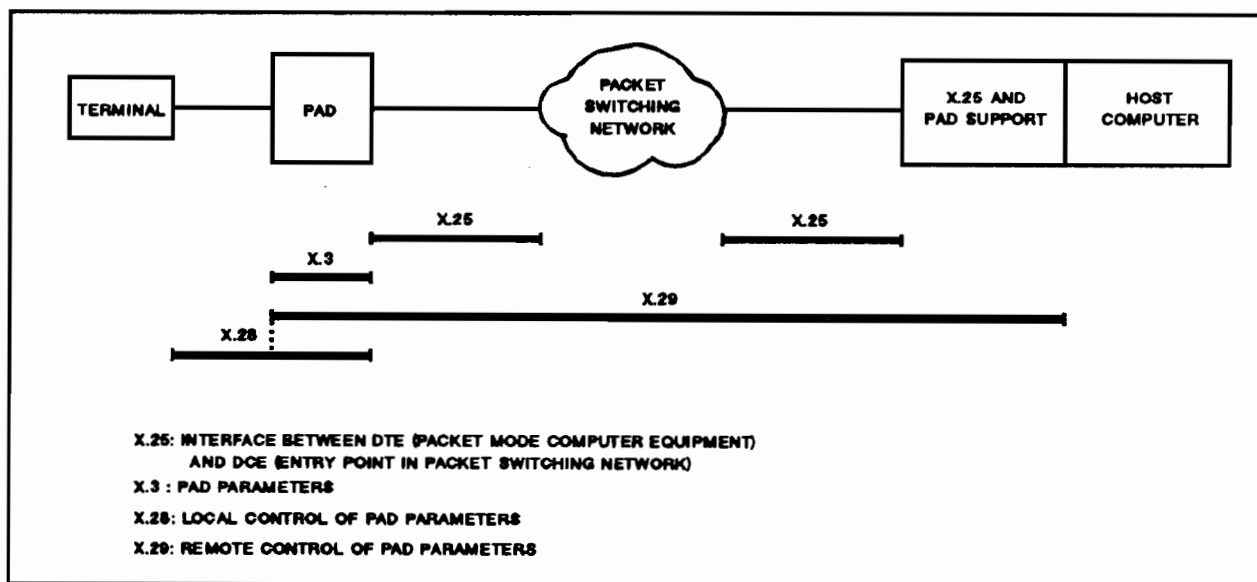 TERMINAL
PAD
PACKET
SWITCHING
NETWORK
X.25 AND
PAD SUPPORT
HOST
COMPUTER
X.25
X.25
X.3
X.29
X.28
X.25: INTERFACE BETWEEN DTE (PACKET MODE COMPUTER EQUIPMENT)
AND DCE (ENTRY POINT IN PACKET SWITCHING NETWORK)
X.3 : PAD PARAMETERS
X.28: LOCAL CONTROL OF PAD PARAMETERS
X.29: REMOTE CONTROL OF PAD PARAMETERS